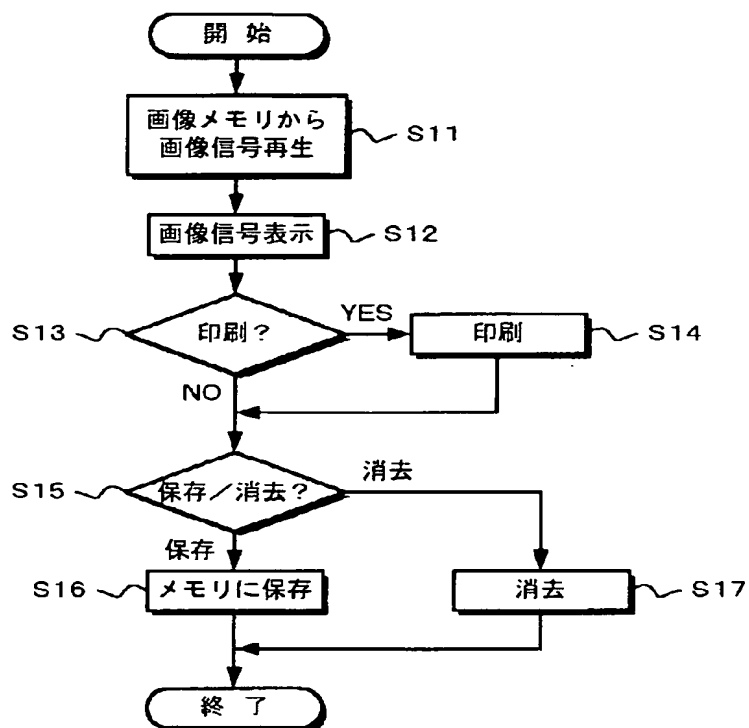 開 始
画像メモリから
画像信号再生
S11
画像信号表示
S12
S13
印刷?
YES
印刷
S14
NO
S15
保存/消去?
消去
保存
S16
メモリに保存
消去
S17
終 了